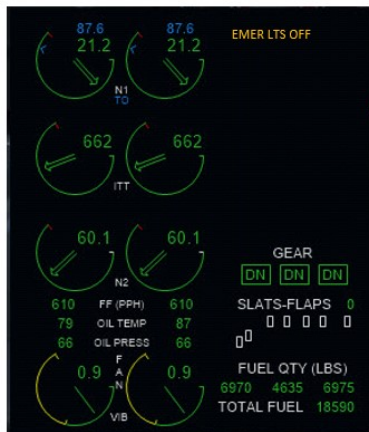 87.6 87.6
21.2 21.2
EMER LTS OFF
N1
TO
662 662
ITT
60.1 60.1
N2
GEAR
DN DN DN
610 FF (PPH) 610
SLATS-FLAPS 0
79 OIL TEMP 87
66 OIL PRESS 66
FAN
0.9 0.9
VIB
FUEL QTY (LBS)
6970 4635 6975
TOTAL FUEL 18590